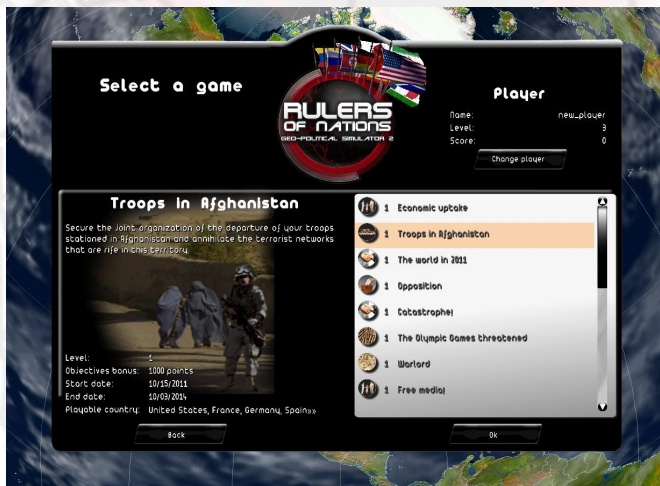 Select a game
RULERS
OF NATIONS
GEO-POLITICAL SIMULATOR 2
Player
Name: new_player
Level: 3
Score: 0
Change player
Troops in Afghanistan
Secure the joint organization of the departure of your troops
stationed in Afghanistan and annihilate the terrorist networks
that are rife in this territory.
Level: 1
Objectives bonus: 1000 points
Start date: 10/15/2011
End date: 10/03/2014
Playable country: United States, France, Germany, Spain»»
Back
1 Economic uptake
1 Troops in Afghanistan
1 The world in 2011
1 Opposition
1 Catastrophe!
1 The Olympic Games threatened
1 Warlord
1 Free media!
Ok